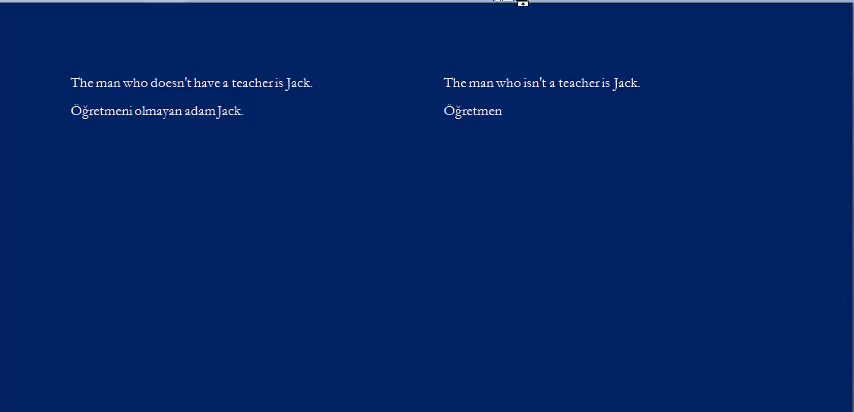 The man who doesn't have a teacher is Jack.
Öğretmeni olmayan adam Jack.
The man who isn't a teacher is Jack.
Öğretmen